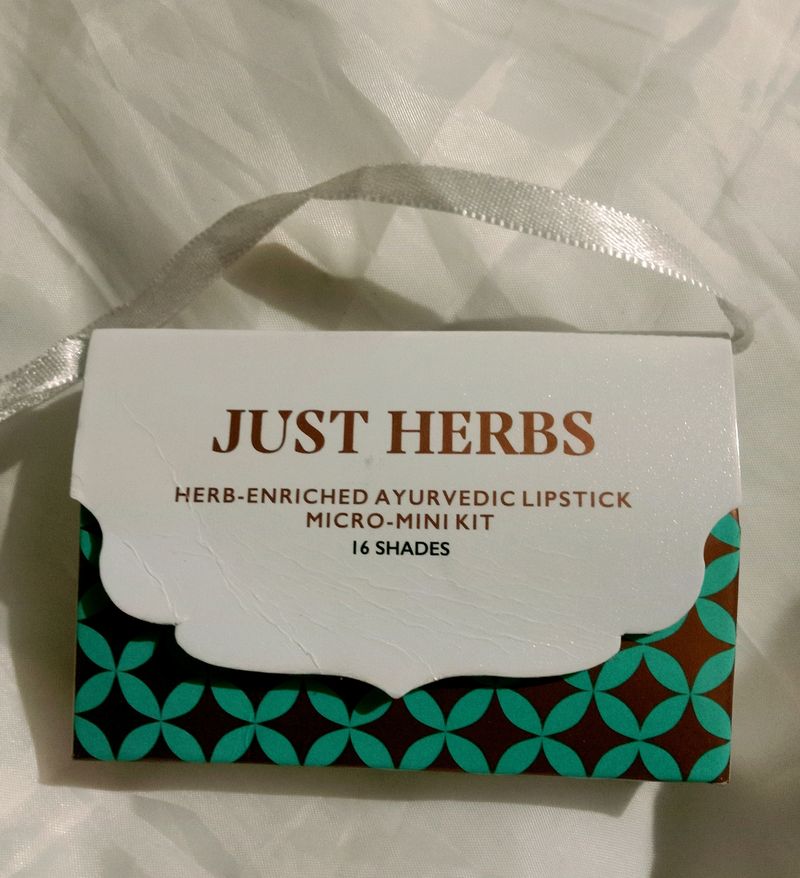 JUST HERBS
HERB-ENRICHED AYURVEDIC LIPSTICK
MICRO-MINI KIT
16 SHADES